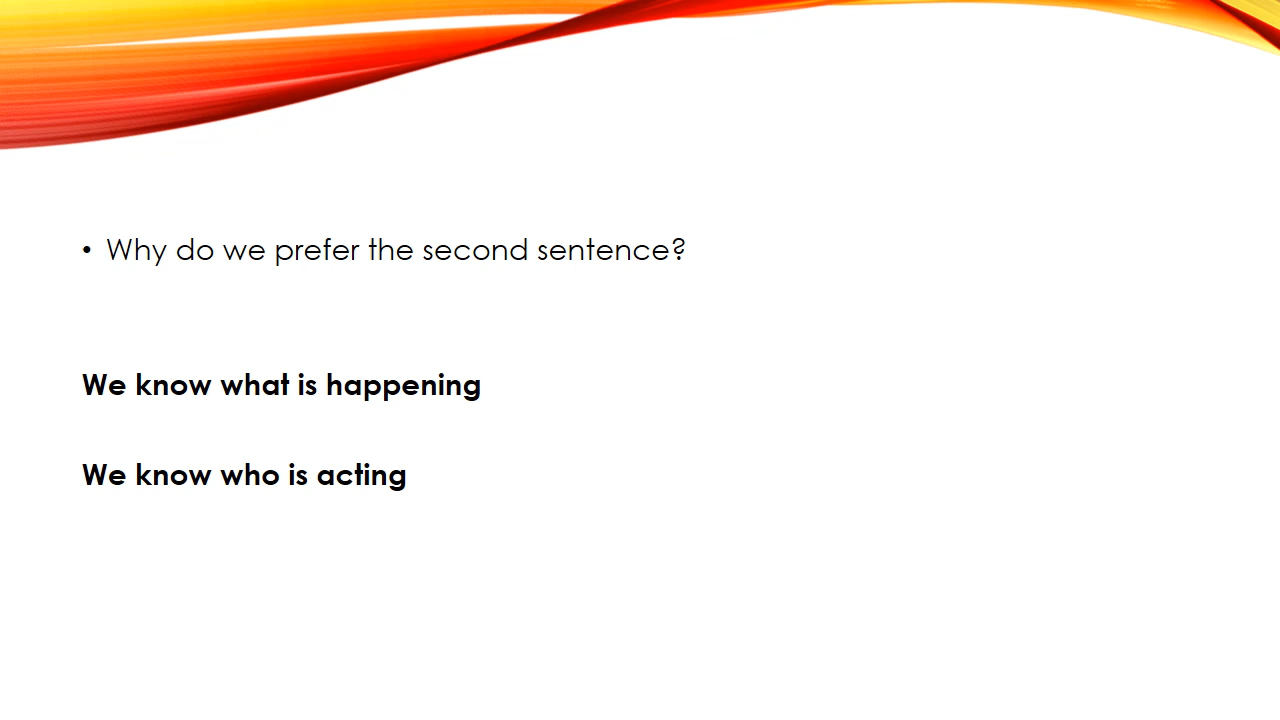 • Why do we prefer the second sentence?
We know what is happening
We know who is acting